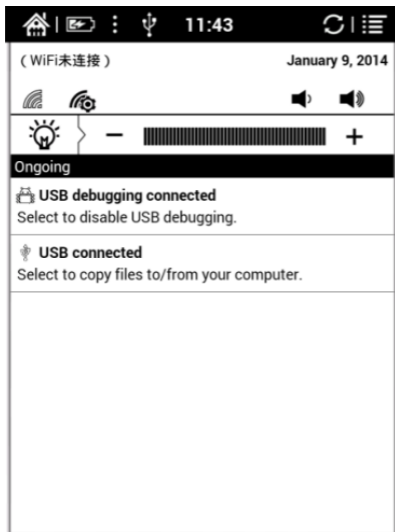 11:43
（WiFi未连接）
January 9, 2014
Ongoing
USB debugging connected
Select to disable USB debugging.
USB connected
Select to copy files to/from your computer.